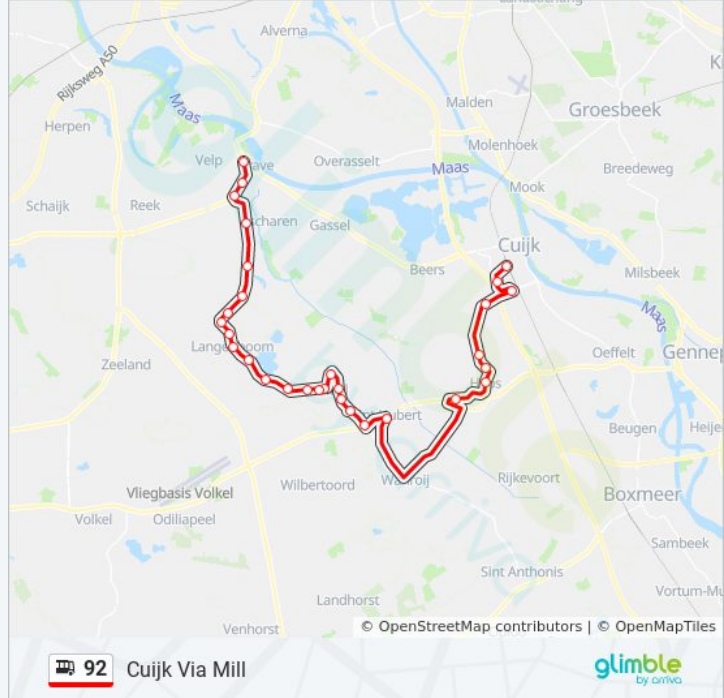 Alverna
Rijksweg A50
Malden
Groesbeek
Maas
Herpen
Molenhoek
Velp
Overasselt
Maas
Breedeweg
Mook
Schaijk
Reek
Gassel
Cuijk
Beers
Milsbeek
Maas
Oeffelt
Zeeland
Beugen
Wilbertoord
Rijkevoort
Vliegbasis Volkel
Boxmeer
Volkel
Odiliapeel
Sambeek
Sint Anthonis
Landhorst
Venhorst
© OpenStreetMap contributors | © OpenMapTiles
92 Cuijk Via Mill
glimble
by arriva